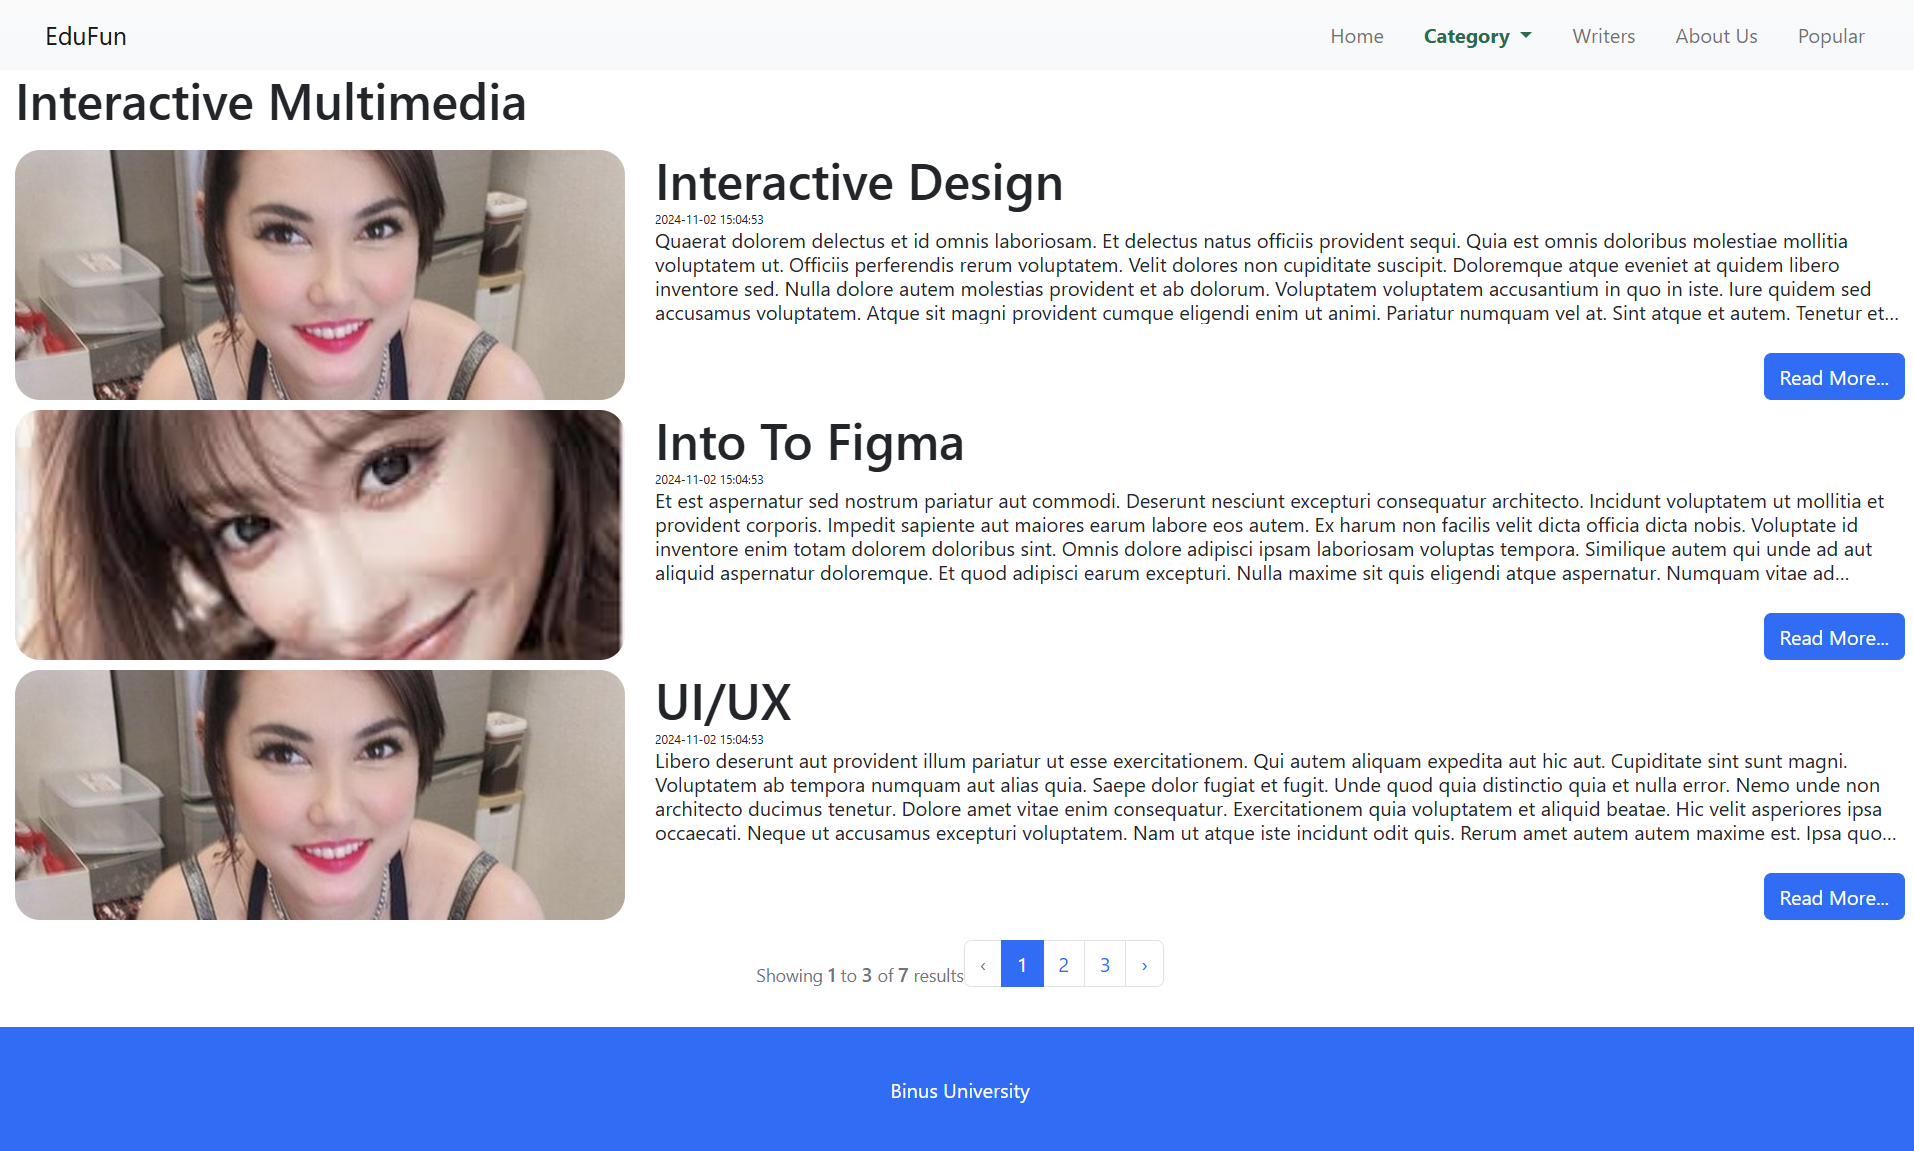 EduFun
Home
Category
Writers
About Us
Popular
Interactive Multimedia
Interactive Design
2024-11-02 15:04:53
Quaerat dolorem delectus et id omnis laboriosam. Et delectus natus officiis provident sequi. Quia est omnis doloribus molestiae mollitia
voluptatem ut. Officiis perferendis rerum voluptatem. Velit dolores non cupiditate suscipit. Doloremque atque eveniet at quidem libero
inventore sed. Nulla dolore autem molestias provident et ab dolorum. Voluptatem voluptatem accusantium in quo in iste. Iure quidem sed
accusamus voluptatem. Atque sit magni provident cumque eligendi enim ut animi. Pariatur numquam vel at. Sint atque et autem. Tenetur et...
Read More...
Into To Figma
2024-11-02 15:04:53
Et est aspernatur sed nostrum pariatur aut commodi. Deserunt nesciunt excepturi consequatur architecto. Incidunt voluptatem ut mollitia et
provident corporis. Impedit sapiente aut maiores earum labore eos autem. Ex harum non facilis velit dicta officia dicta nobis. Voluptate id
inventore enim totam dolorem doloribus sint. Omnis dolore adipisci ipsam laboriosam voluptas tempora. Similique autem qui unde ad aut
aliquid aspernatur doloremque. Et quod adipisci earum excepturi. Nulla maxime sit quis eligendi atque aspernatur. Numquam vitae ad...
Read More...
UI/UX
2024-11-02 15:04:53
Libero deserunt aut provident illum pariatur ut esse exercitationem. Qui autem aliquam expedita aut hic aut. Cupiditate sint sunt magni.
Voluptatem ab tempora numquam aut alias quia. Saepe dolor fugiat et fugit. Unde quod quia distinctio quia et nulla error. Nemo unde non
architecto ducimus tenetur. Dolore amet vitae enim consequatur. Exercitationem quia voluptatem et aliquid beatae. Hic velit asperiores ipsa
occaecati. Neque ut accusamus excepturi voluptatem. Nam ut atque iste incidunt odit quis. Rerum amet autem autem maxime est. Ipsa quo...
Read More...
Showing 1 to 3 of 7 results
‹ 1 2 3 ›
Binus University